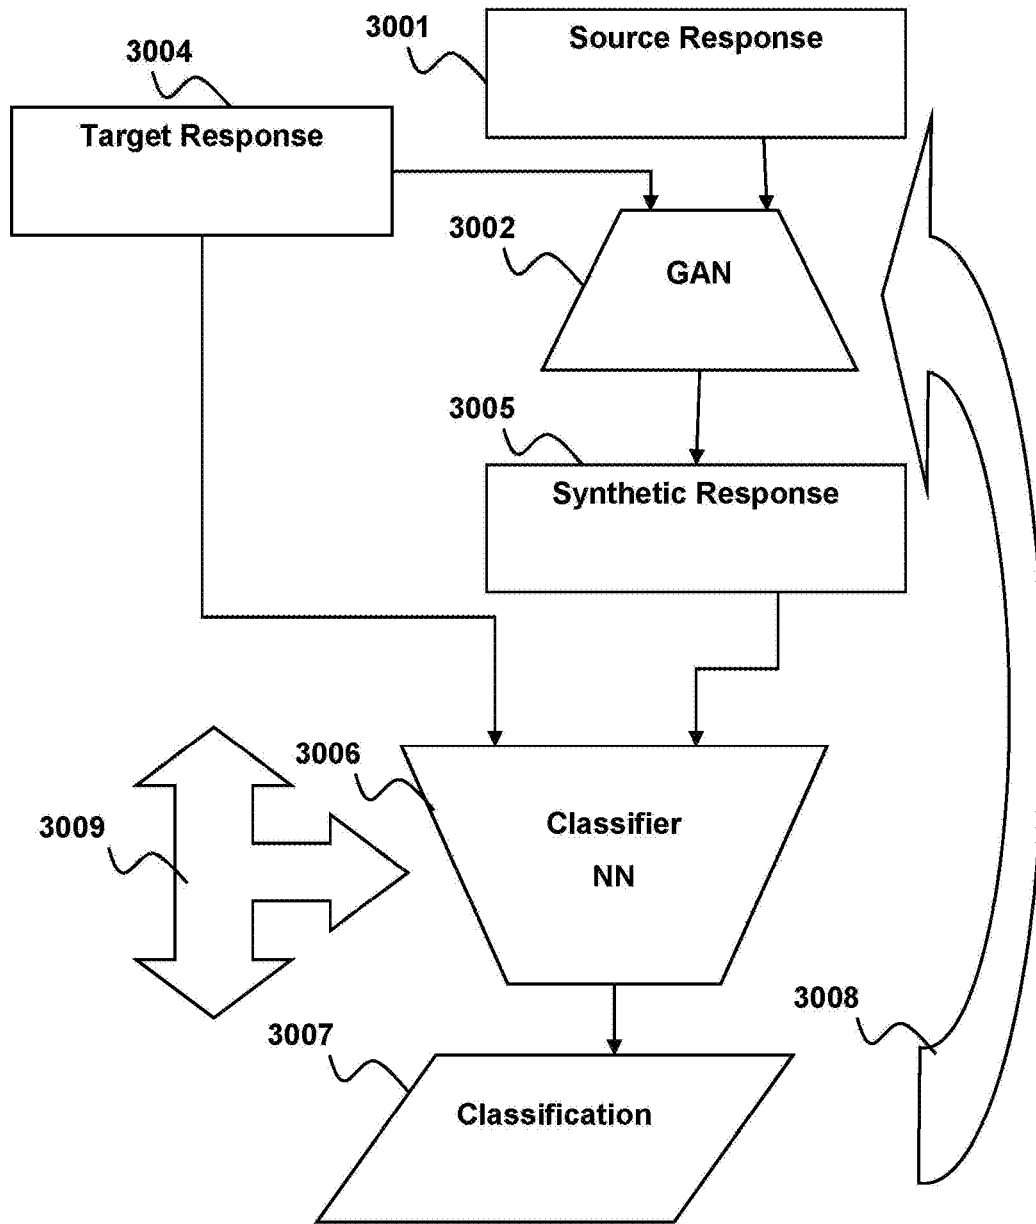 3001
Source Response
3004
Target Response
3002
GAN
3005
Synthetic Response
3006
Classifier
NN
3009
3008
3007
Classification